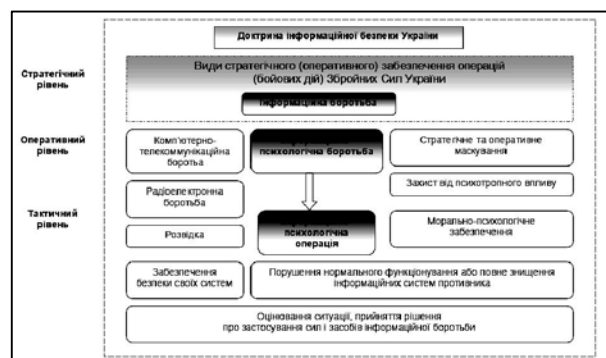 Доктрина інформаційної безпеки України
Стратегічний
рівень
Види стратегічного (оперативного) забезпечення операцій
(бойових дій) Збройних Сил України
Інформаційна боротьба
Оперативний
рівень
Комп'ютерно-
телекоммунікаційна
боротьа
психологічна боротьба
Стратегічне та оперативне
маскування
Радіоелектронна
боротьба
Захист від психотропного впливу
Тактичний
рівень
Розвідка
психологічна
операція
Морально-психологічне
забезпечення
Забезпечення
безпеки своїх систем
Порушення нормального функціонування або повне знищення
інформаційних систем противника
Оцінювання ситуації, прийняття рішення
про застосування сил і засобів інформаційної боротьби